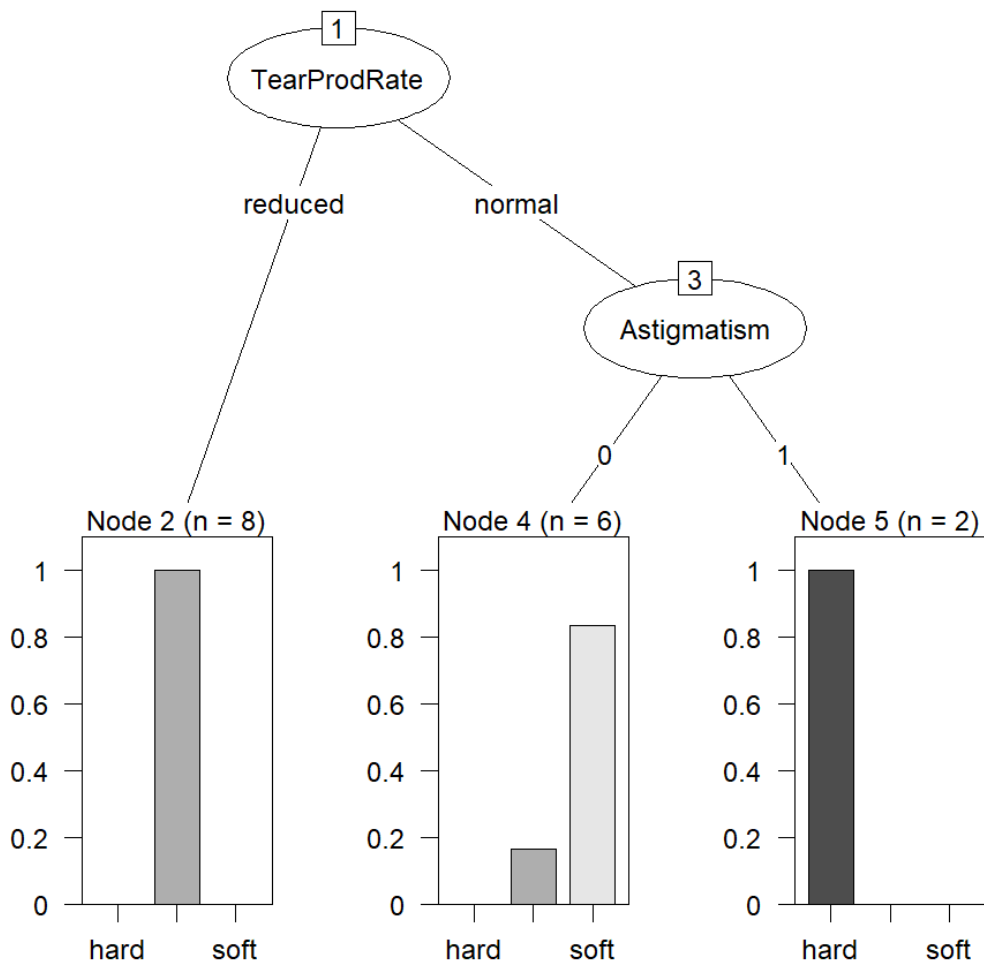 1
TearProdRate
reduced
normal
3
Astigmatism
0
1
Node 2 (n = 8)
1
0.8
0.6
0.4
0.2
0
hard
soft
Node 4 (n = 6)
1
0.8
0.6
0.4
0.2
0
hard
soft
Node 5 (n = 2)
1
0.8
0.6
0.4
0.2
0
hard
soft